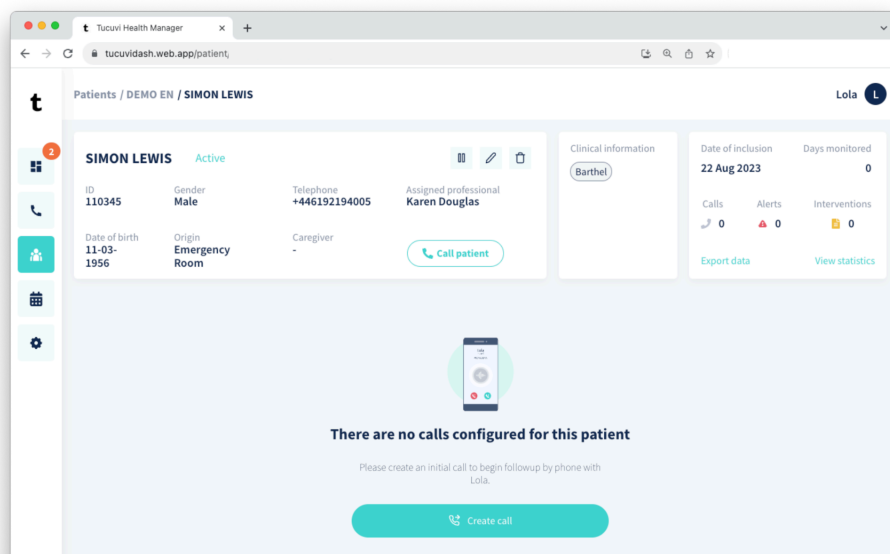 t Tucuvi Health Manager
tucuvidash.web.app/patient/
t
Patients / DEMO EN / SIMON LEWIS
Lola L
2
SIMON LEWIS Active
ID Gender Telephone Assigned professional
110345 Male +446192194005 Karen Douglas
Date of birth Origin Caregiver
11-03-1956 Emergency Room -
Call patient
Clinical information
Barthel
Date of inclusion Days monitored
22 Aug 2023 0
Calls Alerts Interventions
0 0 0
Export data View statistics
Lola
There are no calls configured for this patient
Please create an initial call to begin followup by phone with
Lola.
Create call